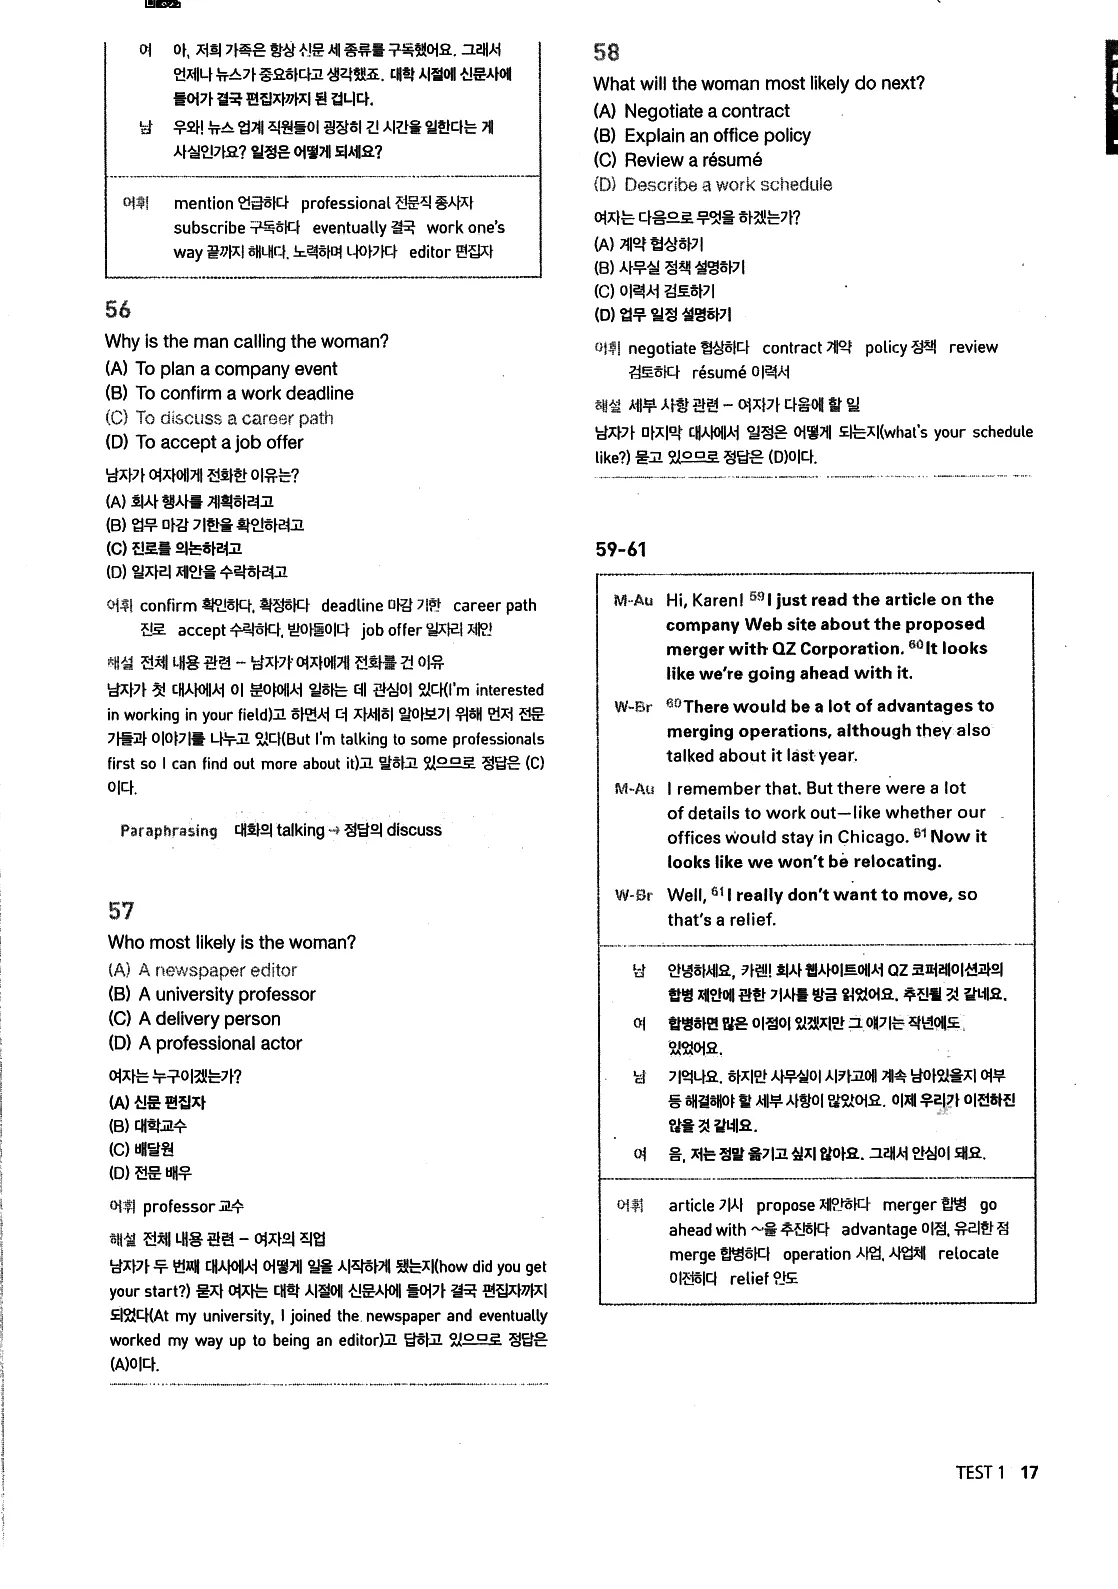 여 아, 저희 가족은 항상 신문 세 종류를 구독했어요. 그래서
언제나 뉴스가 중요하다고 생각했죠. 대학 시절에 신문사에
들어가 결국 편집자까지 된 겁니다.
남 우와! 뉴스 업계 직원들이 굉장히 긴 시간을 일한다는 게
사실인가요? 일정은 어떻게 되세요?
어휘 mention 언급하다 professional 전문직 종사자
subscribe 구독하다 eventually 결국 work one's
way 끝까지 해내다, 노력하며 나아가다 editor 편집자
56
Why is the man calling the woman?
(A) To plan a company event
(B) To confirm a work deadline
(C) To discuss a career path
(D) To accept a job offer
남자가 여자에게 전화한 이유는?
(A) 회사 행사를 계획하려고
(B) 업무 마감 기한을 확인하려고
(C) 진로를 의논하려고
(D) 일자리 제안을 수락하려고
어휘 confirm 확인하다, 확정하다 deadline 마감 기한 career path
진로 accept 수락하다, 받아들이다 job offer 일자리 제안
해설 전체 내용 관련 – 남자가 여자에게 전화를 건 이유
남자가 첫 대사에서 이 분야에서 일하는 데 관심이 있다(I'm interested
in working in your field)고 하면서 더 자세히 알아보기 위해 먼저 전문
가들과 이야기를 나누고 있다(But I'm talking to some professionals
first so I can find out more about it)고 말하고 있으므로 정답은 (C)
이다.
Paraphrasing 대화의 talking → 정답의 discuss
57
Who most likely is the woman?
(A) A newspaper editor
(B) A university professor
(C) A delivery person
(D) A professional actor
여자는 누구이겠는가?
(A) 신문 편집자
(B) 대학교수
(C) 배달원
(D) 전문 배우
어휘 professor 교수
해설 전체 내용 관련 – 여자의 직업
남자가 두 번째 대사에서 어떻게 일을 시작하게 됐는지(how did you get
your start?) 묻자 여자는 대학 시절에 신문사에 들어가 결국 편집자까지
되었다(At my university, I joined the newspaper and eventually
worked my way up to being an editor)고 답하고 있으므로 정답은
(A)이다.
58
What will the woman most likely do next?
(A) Negotiate a contract
(B) Explain an office policy
(C) Review a résumé
(D) Describe a work schedule
여자는 다음으로 무엇을 하겠는가?
(A) 계약 협상하기
(B) 사무실 정책 설명하기
(C) 이력서 검토하기
(D) 업무 일정 설명하기
어휘 negotiate 협상하다 contract 계약 policy 정책 review
검토하다 résumé 이력서
해설 세부 사항 관련 – 여자가 다음에 할 일
남자가 마지막 대사에서 일정은 어떻게 되는지(what's your schedule
like?) 묻고 있으므로 정답은 (D)이다.
59-61
M-Au Hi, Karen! 59 I just read the article on the
company Web site about the proposed
merger with QZ Corporation. 60 It looks
like we're going ahead with it.
W-Br 60 There would be a lot of advantages to
merging operations, although they also
talked about it last year.
M-Au I remember that. But there were a lot
of details to work out—like whether our
offices would stay in Chicago. 61 Now it
looks like we won't be relocating.
W-Br Well, 61 I really don't want to move, so
that's a relief.
남 안녕하세요, 카렌! 회사 웹사이트에서 QZ 코퍼레이션과의
합병 제안에 관한 기사를 방금 읽었어요. 추진될 것 같네요.
여 합병하면 많은 이점이 있겠지만 그 얘기는 작년에도
있었어요.
남 기억나요. 하지만 사무실이 시카고에 계속 남아있을지 여부
등 해결해야 할 세부 사항이 많았어요. 이제 우리가 이전하진
않을 것 같네요.
여 음, 저는 정말 옮기고 싶지 않아요. 그래서 안심이 돼요.
어휘 article 기사 propose 제안하다 merger 합병 go
ahead with ~을 추진하다 advantage 이점, 유리한 점
merge 합병하다 operation 사업, 사업체 relocate
이전하다 relief 안도
TEST 1 17